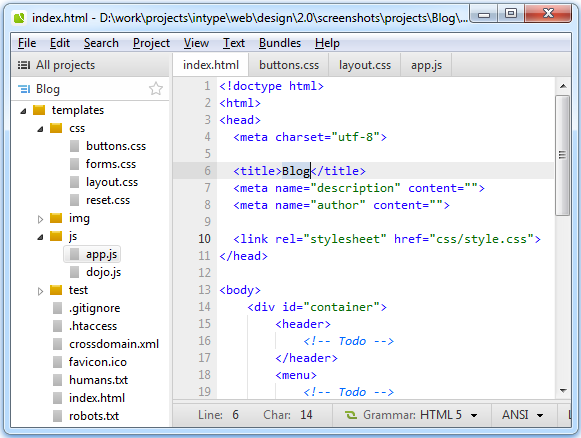 index.html - D:\work\projects\intype\web\design\2.0\screenshots\projects\Blog\...
File Edit Search Project View Text Bundles Help
All projects
Blog
templates
css
buttons.css
forms.css
layout.css
reset.css
img
js
app.js
dojo.js
test
.gitignore
.htaccess
crossdomain.xml
favicon.ico
humans.txt
index.html
robots.txt
index.html buttons.css layout.css app.js
1 <!doctype html>
2 <html>
3 <head>
4 <meta charset="utf-8">
5
6 <title>Blog</title>
7 <meta name="description" content="">
8 <meta name="author" content="">
9
10 <link rel="stylesheet" href="css/style.css">
11 </head>
12
13 <body>
14 <div id="container">
15 <header>
16 <!-- Todo -->
17 </header>
18 <menu>
19 <!-- Todo -->
Line: 6 Char: 14 Grammar: HTML 5 ANSI L